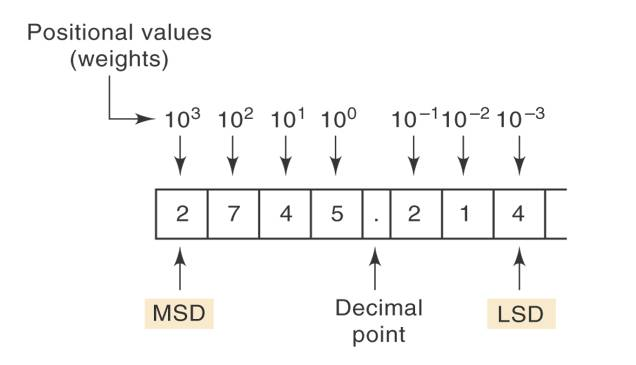 Positional values
(weights)
10³ 10² 10¹ 10⁰ 10⁻¹ 10⁻² 10⁻³
2 7 4 5 . 2 1 4
MSD
Decimal
point
LSD